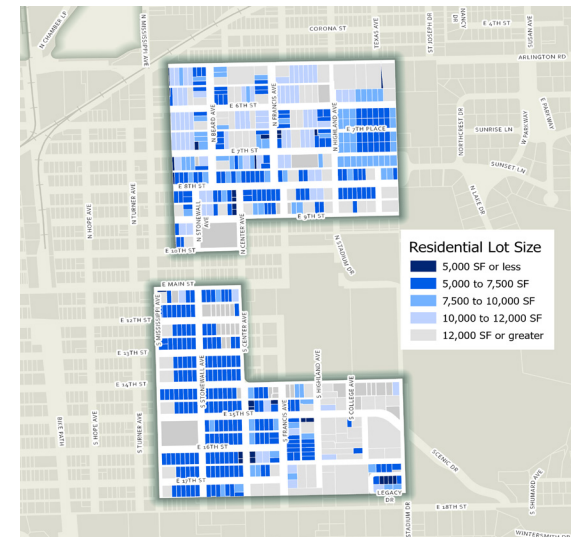 N CHAMBER LP
N MISSISSIPPI AVE
CORONA ST
TEXAS AVE
ST JOSEPH DR
NANCY DR
E 4TH ST
SUSAN AVE
ARLINGTON RD
E 6TH ST
N BEARD AVE
N FRANCIS AVE
N HIGHLAND AVE
E 7TH PLACE
E 7TH ST
NORTHCREST DR
SUNRISE LN
W PARKWAY
E PARKWAY
SUNSET LN
E 8TH ST
N HOPE AVE
N TURNER AVE
N STONEWALL AVE
N CENTER AVE
E 9TH ST
N LAKE DR
E 10TH ST
N STADIUM DR
Residential Lot Size
5,000 SF or less
5,000 to 7,500 SF
7,500 to 10,000 SF
10,000 to 12,000 SF
12,000 SF or greater
E MAIN ST
S MISSISSIPPI AVE
E 12TH ST
S CENTER AVE
E 13TH ST
E 14TH ST
S STONEWALL AVE
S HIGHLAND AVE
S COLLEGE AVE
BIKE PATH
S HOPE AVE
S TURNER AVE
E 15TH ST
S FRANCIS AVE
E 16TH ST
SCENIC DR
E 17TH ST
LEGACY DR
STADIUM DR
E 18TH ST
S SHUMARD AVE
WINTERSMITH DR